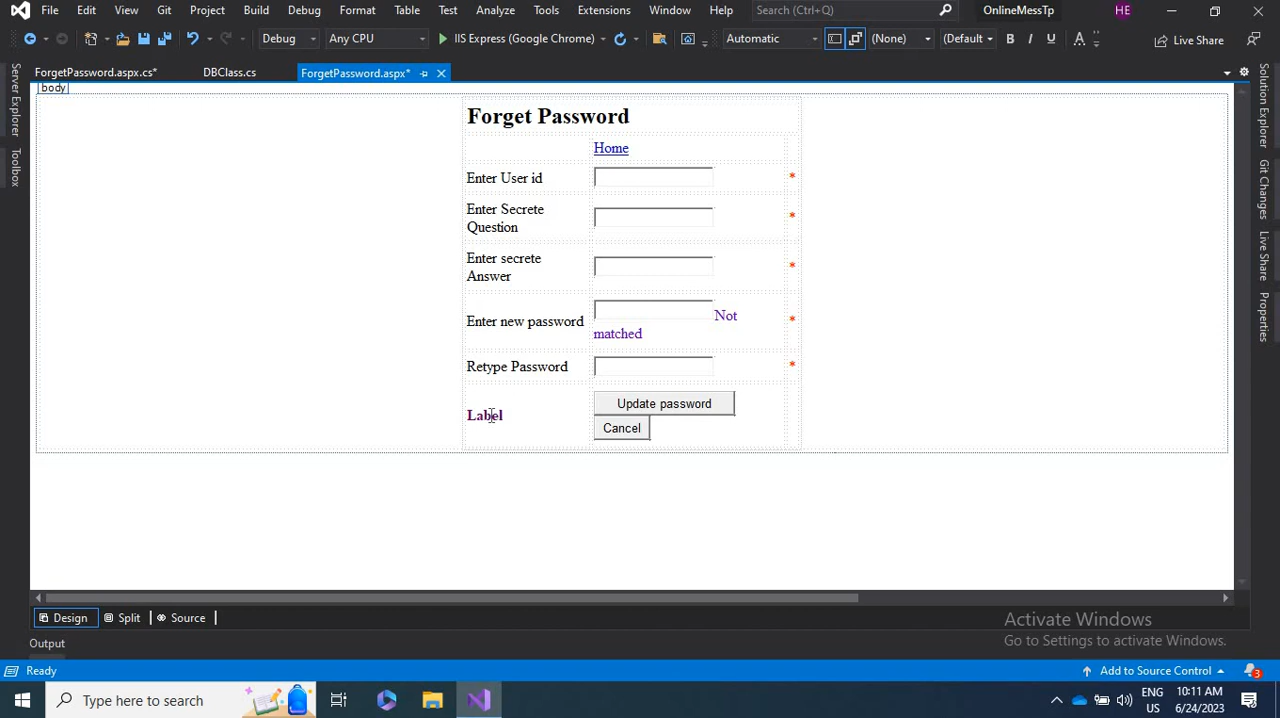 File Edit View Git Project Build Debug Format Table Test Analyze Tools Extensions Window Help Search (Ctrl+Q) OnlineMessTp HE
Debug Any CPU IIS Express (Google Chrome) Automatic (None) (Default B I U A Live Share
ForgetPassword.aspx.cs* DBClass.cs ForgetPassword.aspx*
body
Server Explorer
Toolbox
Forget Password
Home
Enter User id *
Enter Secrete
Question *
Enter secrete
Answer *
Enter new password Not
matched *
Retype Password *
Label Update password
Cancel
Solution Explorer
Git Changes
Live Share
Properties
Design Split Source
Activate Windows
Go to Settings to activate Windows.
Output
Ready Add to Source Control 3
Type here to search ENG
US 10:11 AM
6/24/2023